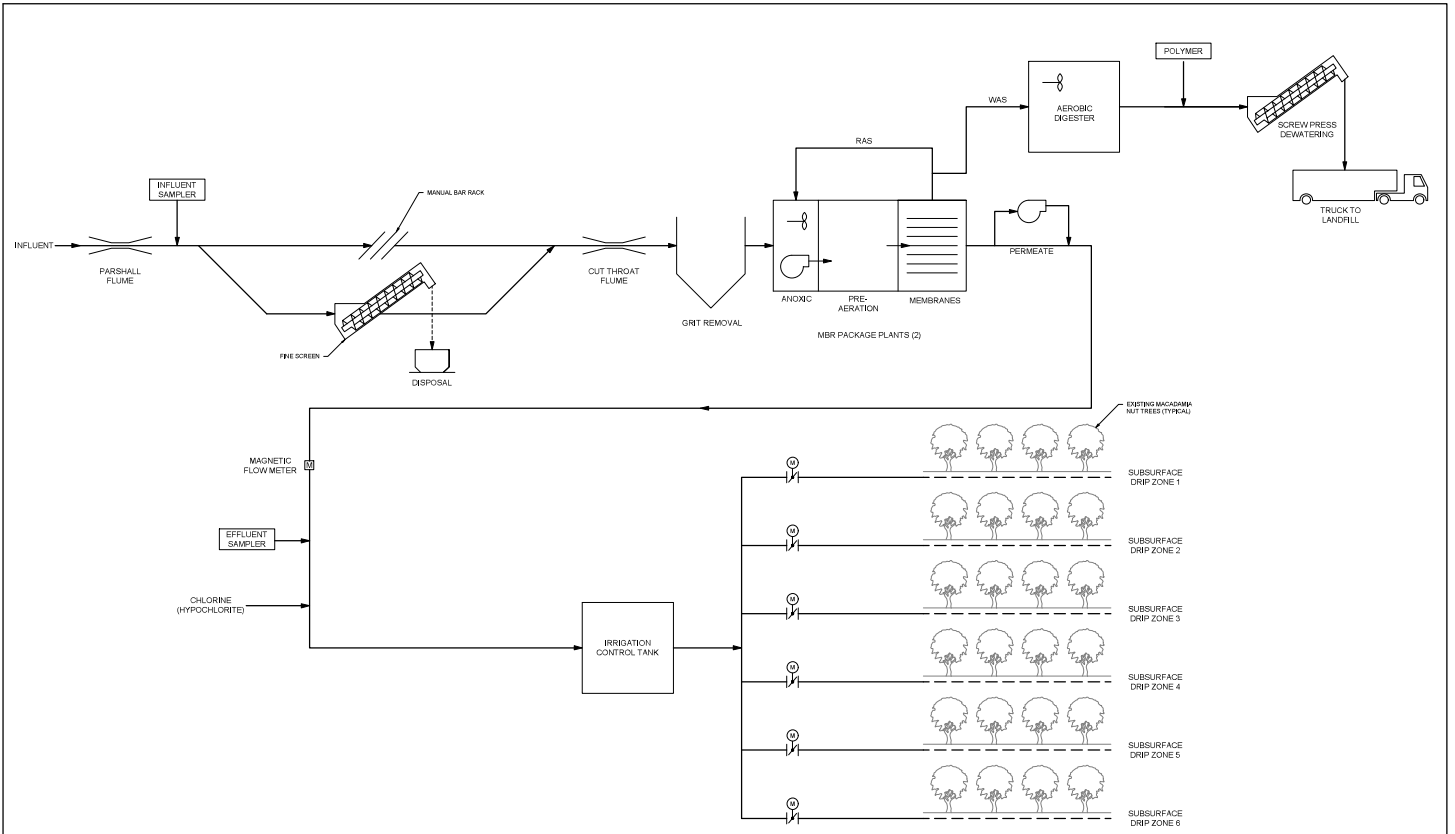 POLYMER
WAS
AEROBIC
DIGESTER
SCREW PRESS
DEWATERING
TRUCK TO
LANDFILL
RAS
INFLUENT
SAMPLER
MANUAL BAR RACK
INFLUENT
PARSHALL
FLUME
CUT THROAT
FLUME
GRIT REMOVAL
ANOXIC
PRE-
AERATION
MEMBRANES
PERMEATE
MBR PACKAGE PLANTS (2)
FINE SCREEN
DISPOSAL
EXISTING MACADAMIA
NUT TREES (TYPICAL)
MAGNETIC
FLOW METER
M
EFFLUENT
SAMPLER
CHLORINE
(HYPOCHLORITE)
IRRIGATION
CONTROL TANK
M
SUBSURFACE
DRIP ZONE 1
M
SUBSURFACE
DRIP ZONE 2
M
SUBSURFACE
DRIP ZONE 3
M
SUBSURFACE
DRIP ZONE 4
M
SUBSURFACE
DRIP ZONE 5
M
SUBSURFACE
DRIP ZONE 6